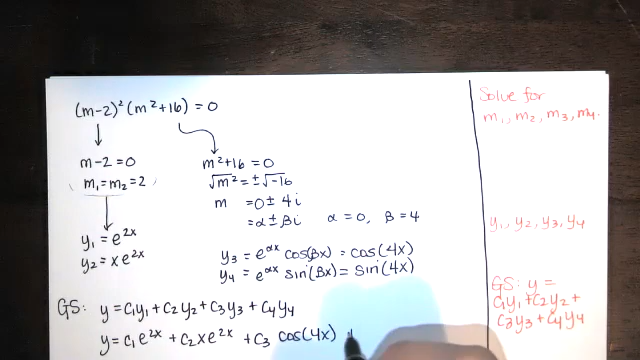 (m-2)² (m²+16) = 0
m-2 = 0
m₁=m₂=2
y₁ = e^2x
y₂ = xe^2x
m²+16 = 0
√m² = ±√-16
m = 0 ± 4i
= α ± βi α = 0, β = 4
y₃ = e^αx cos(βx) = cos(4x)
y₄ = e^αx sin(βx) = sin(4x)
GS: y = c₁y₁ + c₂y₂ + c₃y₃ + c₄y₄
y = c₁e^2x + c₂xe^2x + c₃ cos(4x)
Solve for
m₁, m₂, m₃, m₄.
y₁, y₂, y₃, y₄
GS: y =
c₁y₁+c₂y₂+
c₃y₃+c₄y₄